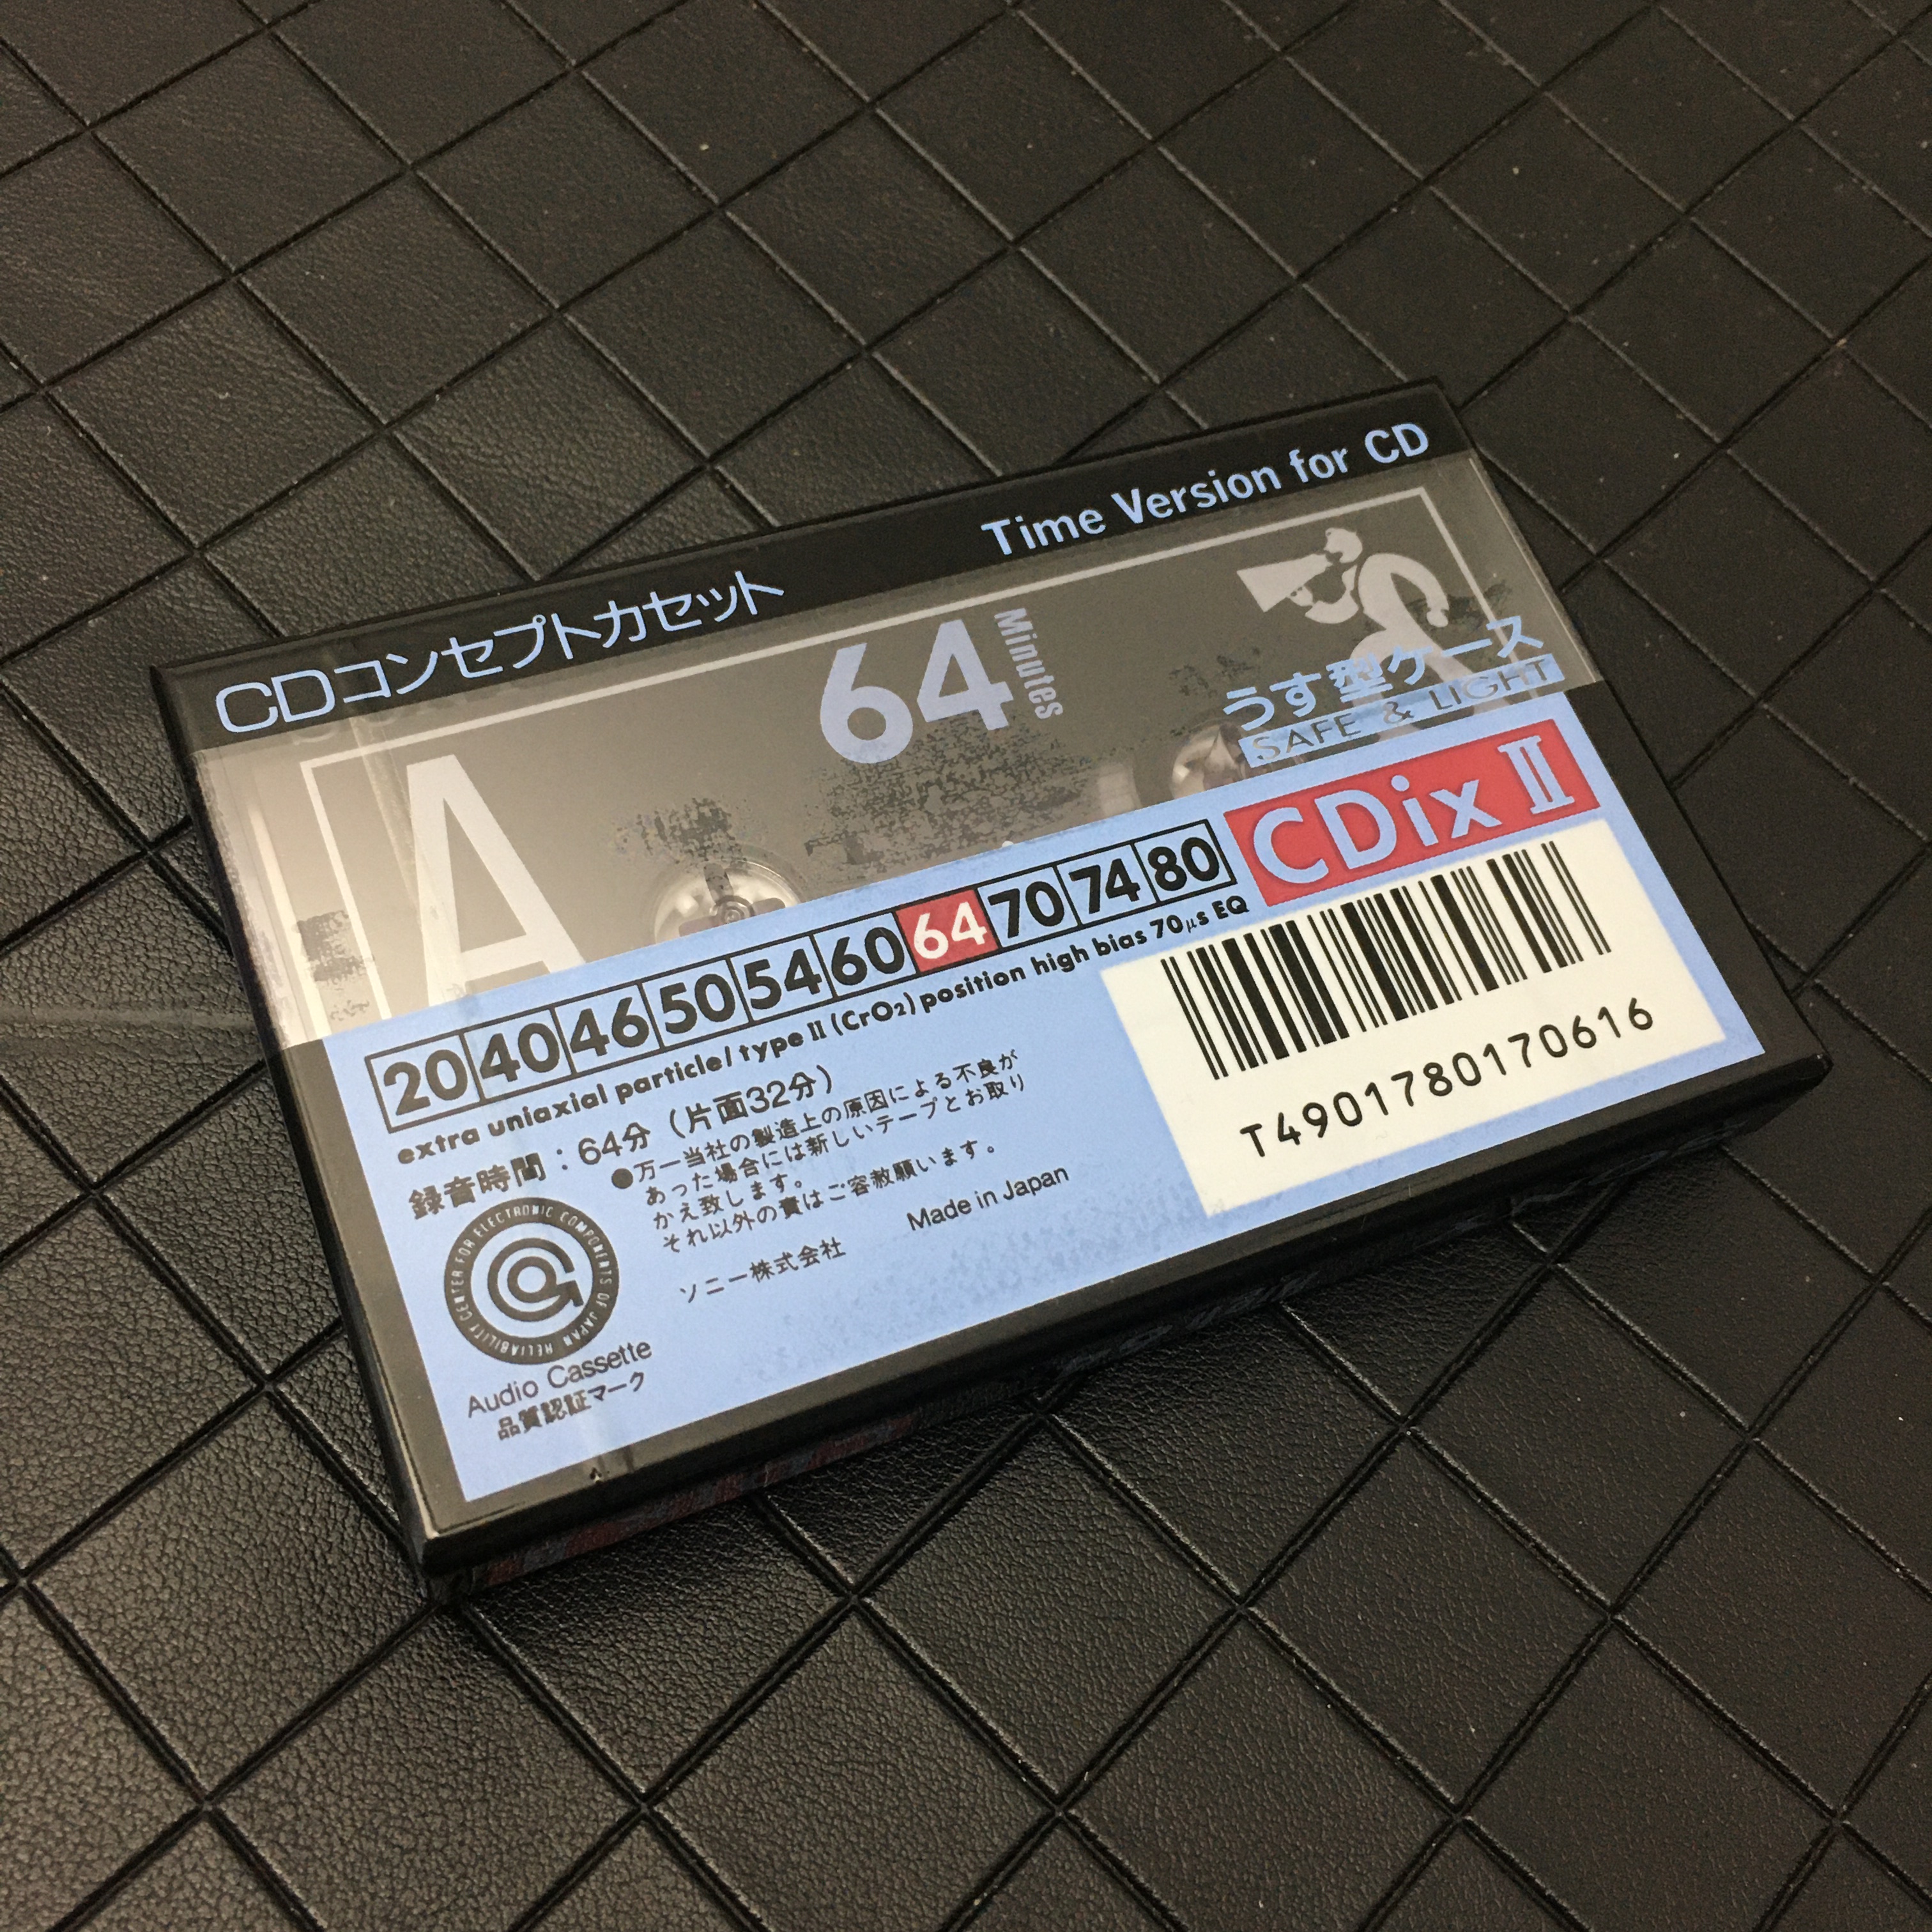 CDコンセプトカセット
Time Version for CD
A
64
Minutes
うす型ケース
SAFE & LIGHT
CDix II
20 40 46 50 54 60 64 70 74 80
extra uniaxial particle/type II (CrO2) position high bias 70μs EQ
録音時間：64分（片面32分）
●万一当社の製造上の原因による不良が
あった場合には新しいテープとお取り
かえ致します。
それ以外の責はご容赦願います。
ソニー株式会社
Made in Japan
RELIABILITY CENTER FOR ELECTRONIC COMPONENTS OF JAPAN
Audio Cassette
品質認証マーク
T4901780170616